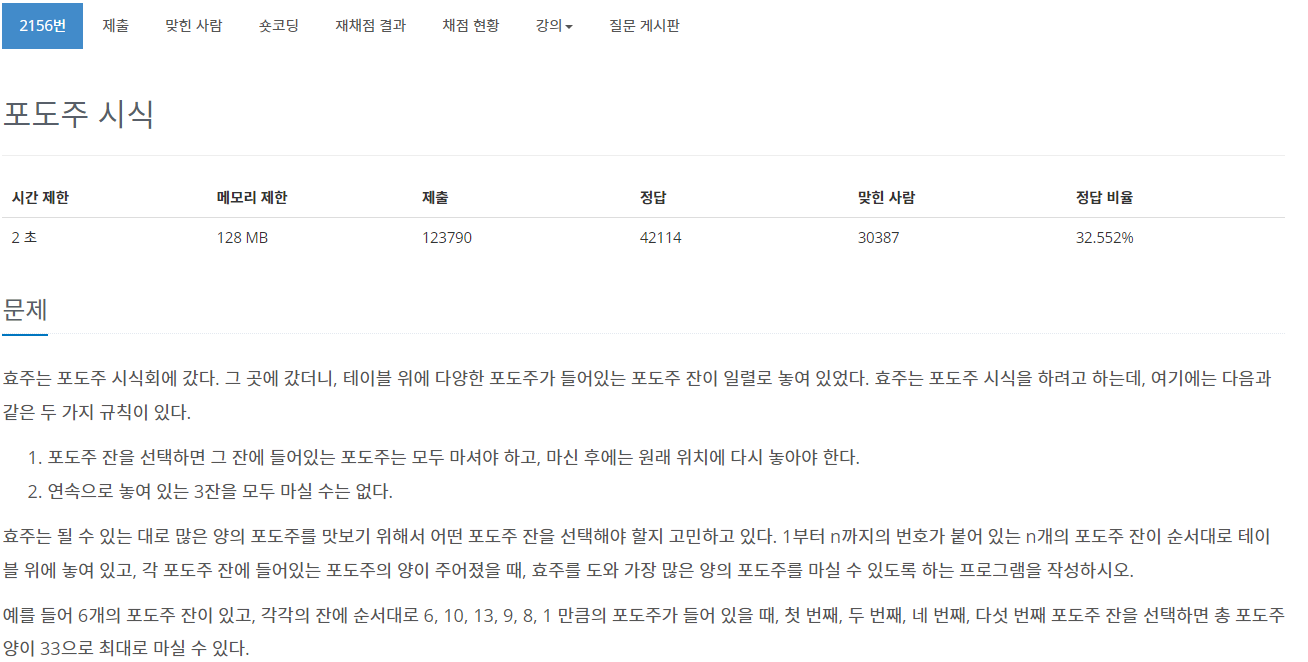 2156번 제출 맞힌 사람 숏코딩 재채점 결과 채점 현황 강의 질문 게시판
포도주 시식
시간 제한 메모리 제한 제출 정답 맞힌 사람 정답 비율
2 초 128 MB 123790 42114 30387 32.552%
문제
효주는 포도주 시식회에 갔다. 그 곳에 갔더니, 테이블 위에 다양한 포도주가 들어있는 포도주 잔이 일렬로 놓여 있었다. 효주는 포도주 시식을 하려고 하는데, 여기에는 다음과
같은 두 가지 규칙이 있다.
1. 포도주 잔을 선택하면 그 잔에 들어있는 포도주는 모두 마셔야 하고, 마신 후에는 원래 위치에 다시 놓아야 한다.
2. 연속으로 놓여 있는 3잔을 모두 마실 수는 없다.
효주는 될 수 있는 대로 많은 양의 포도주를 맛보기 위해서 어떤 포도주 잔을 선택해야 할지 고민하고 있다. 1부터 n까지의 번호가 붙어 있는 n개의 포도주 잔이 순서대로 테이
블 위에 놓여 있고, 각 포도주 잔에 들어있는 포도주의 양이 주어졌을 때, 효주를 도와 가장 많은 양의 포도주를 마실 수 있도록 하는 프로그램을 작성하시오.
예를 들어 6개의 포도주 잔이 있고, 각각의 잔에 순서대로 6, 10, 13, 9, 8, 1 만큼의 포도주가 들어 있을 때, 첫 번째, 두 번째, 네 번째, 다섯 번째 포도주 잔을 선택하면 총 포도주
양이 33으로 최대로 마실 수 있다.